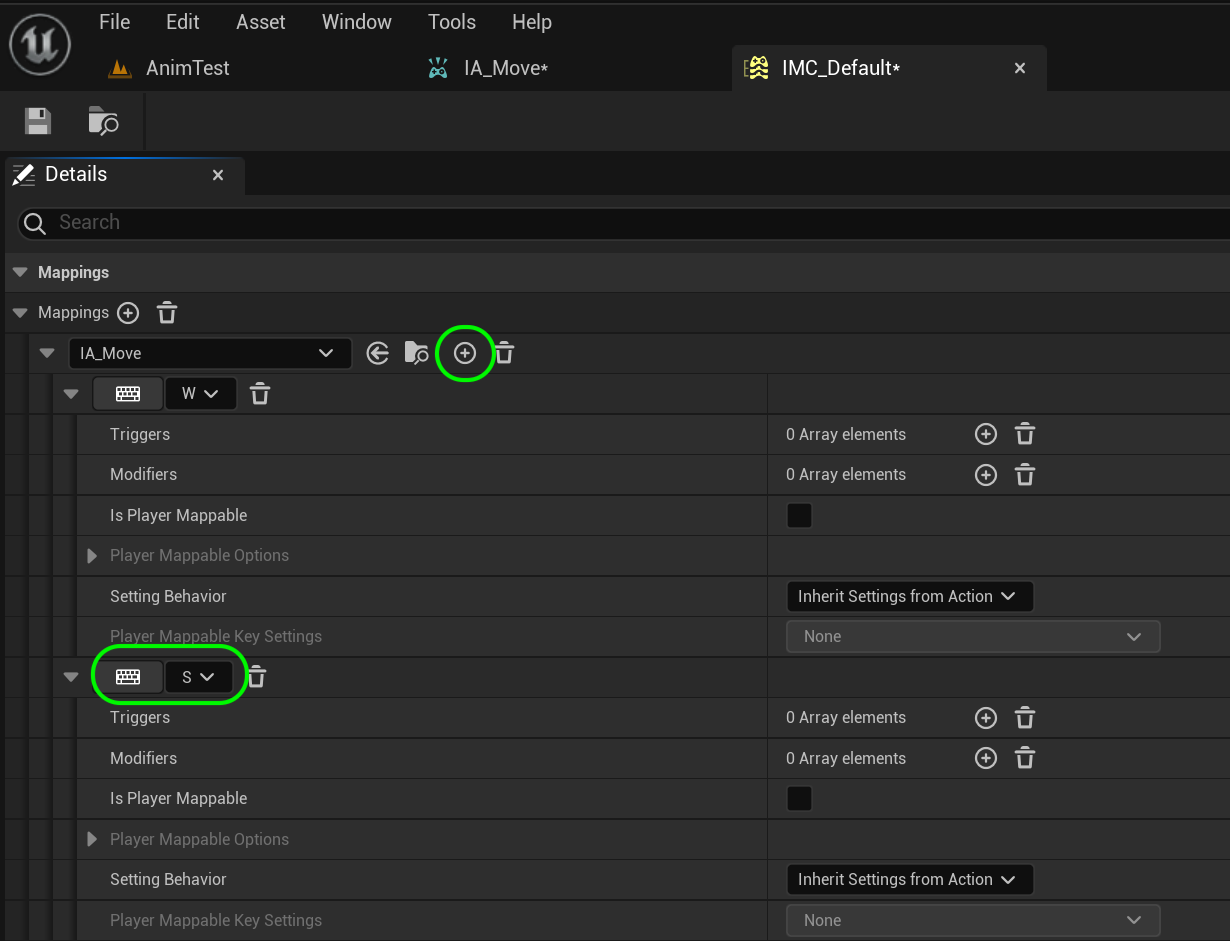 File Edit Asset Window Tools Help
AnimTest IA_Move* IMC_Default*
Details
Search
Mappings
Mappings
IA_Move
W
Triggers 0 Array elements
Modifiers 0 Array elements
Is Player Mappable
Player Mappable Options
Setting Behavior Inherit Settings from Action
Player Mappable Key Settings None
S
Triggers 0 Array elements
Modifiers 0 Array elements
Is Player Mappable
Player Mappable Options
Setting Behavior Inherit Settings from Action
Player Mappable Key Settings None